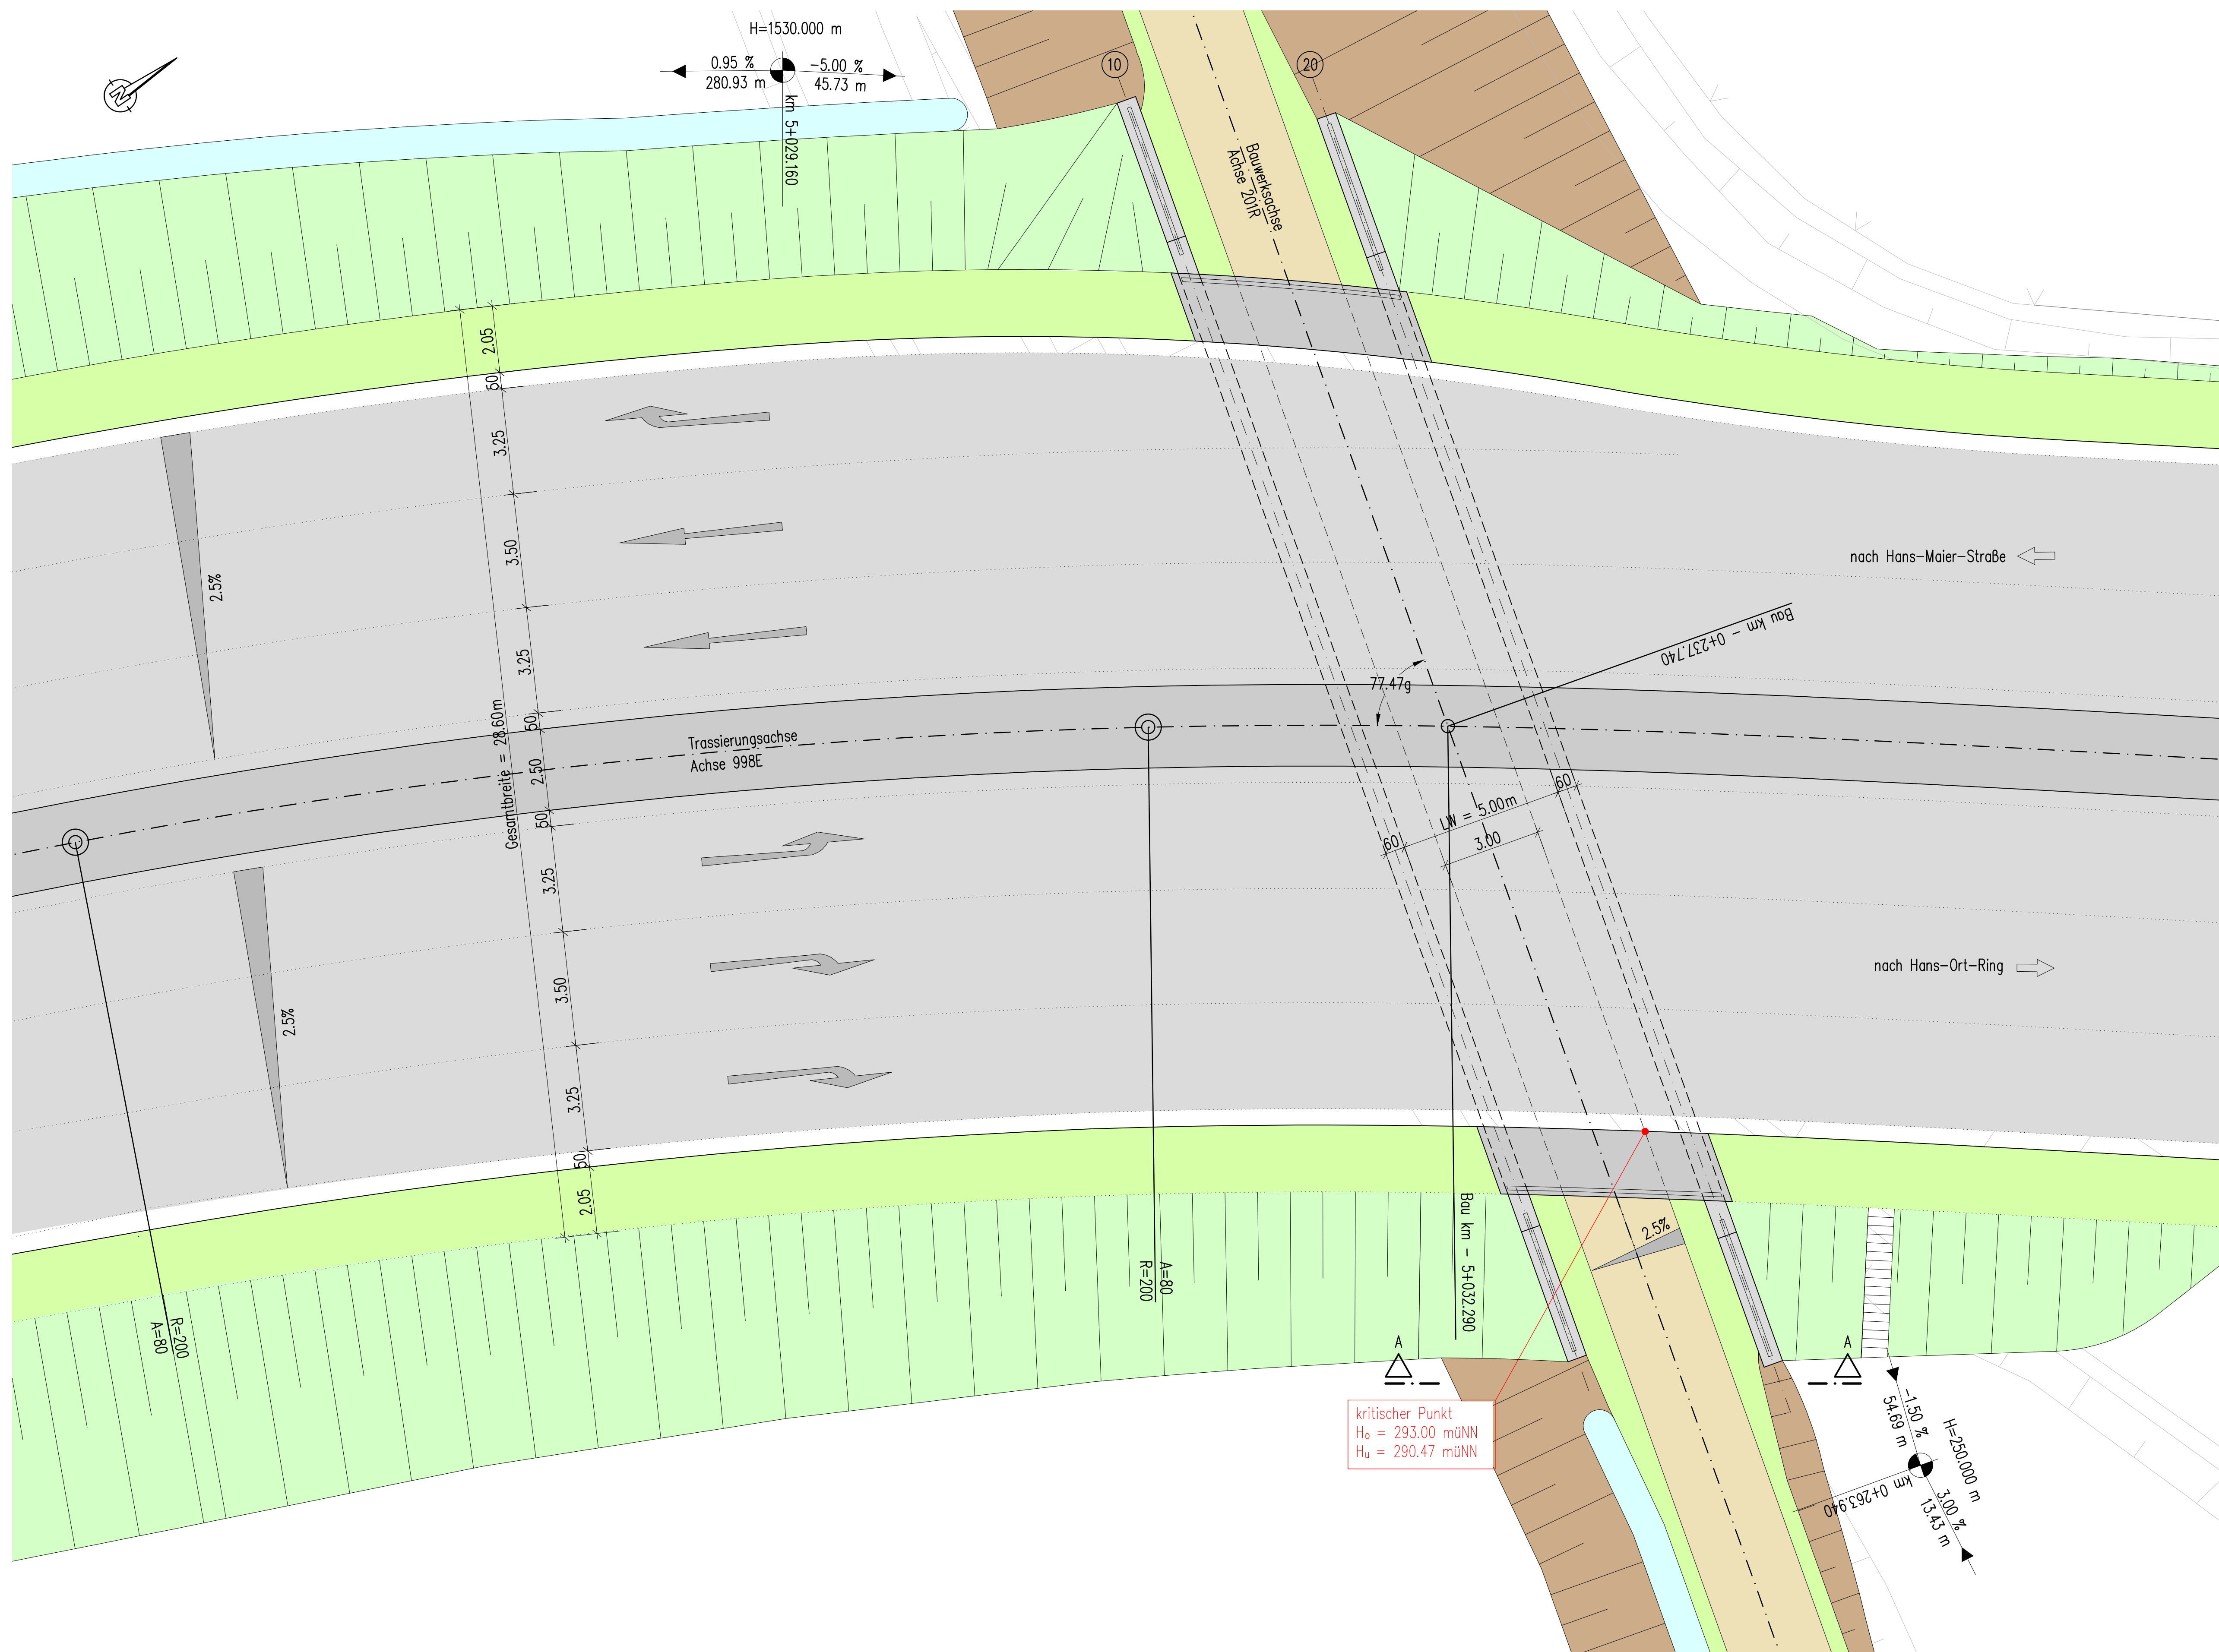 H=1530.000 m
0.95 %
280.93 m
-5.00 %
45.73 m
km 5+029.160
N
10
20
Bauwerksachse
Achse 201R
2.05
50
3.25
3.50
3.25
50
2.50
50
3.25
3.50
3.25
50
2.05
Gesamtbreite = 28.60m
2.5%
2.5%
Trassierungsachse
Achse 998E
nach Hans-Maier-Straße
Bau km - 0+237.740
77.47g
60
LW = 5.00m
60
3.00
nach Hans-Ort-Ring
R=200
A=80
A=80
R=200
Bau km - 5+032.290
2.5%
A
A
kritischer Punkt
Hₒ = 293.00 müNN
Hᵤ = 290.47 müNN
-1.50 %
54.69 m
H=250.000 m
km 0+263.940
3.00 %
13.43 m